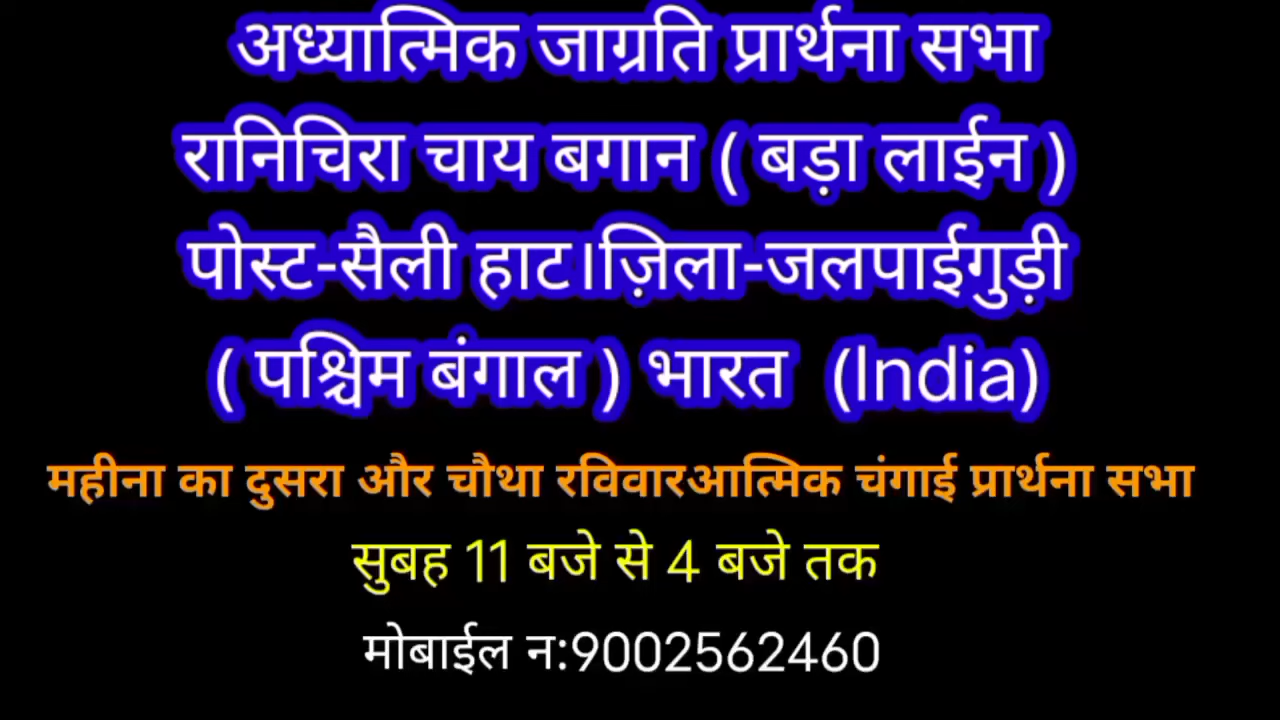 अध्यात्मिक जाग्रति प्रार्थना सभा
रानिचिरा चाय बगान ( बड़ा लाईन )
पोस्ट-सैली हाट।ज़िला-जलपाईगुड़ी
( पश्चिम बंगाल ) भारत (India)
महीना का दुसरा और चौथा रविवारआत्मिक चंगाई प्रार्थना सभा
सुबह 11 बजे से 4 बजे तक
मोबाईल न:9002562460